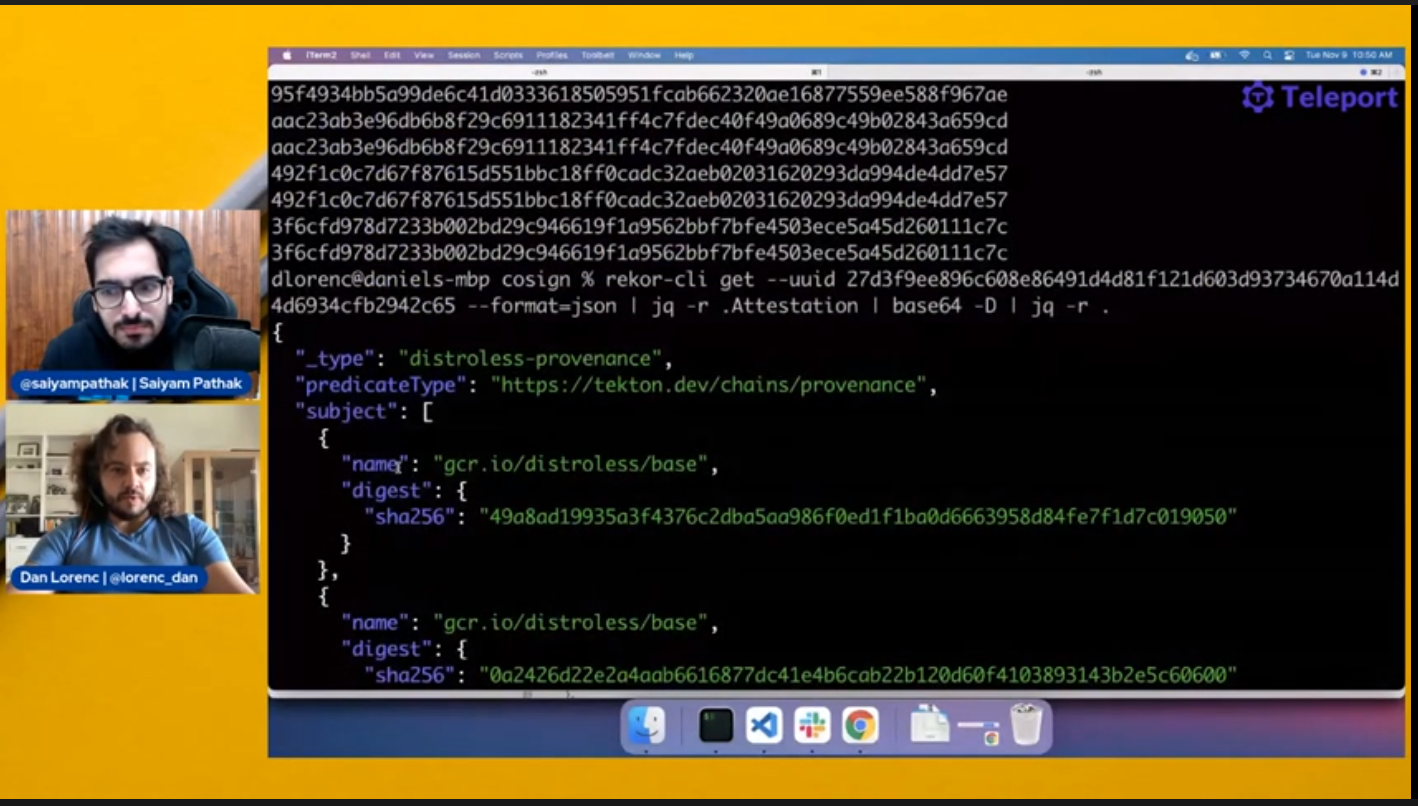 iTerm2 Shell Edit View Session Scripts Profiles Toolbelt Window Help Tue Nov 9 10:50 AM
-zsh ⌘1 -zsh ⌘2
Teleport
95f4934bb5a99de6c41d0333618505951fcab662320ae16877559ee588f967ae
aac23ab3e96db6b8f29c6911182341ff4c7fdec40f49a0689c49b02843a659cd
aac23ab3e96db6b8f29c6911182341ff4c7fdec40f49a0689c49b02843a659cd
492f1c0c7d67f87615d551bbc18ff0cadc32aeb02031620293da994de4dd7e57
492f1c0c7d67f87615d551bbc18ff0cadc32aeb02031620293da994de4dd7e57
3f6cfd978d7233b002bd29c946619f1a9562bbf7bfe4503ece5a45d260111c7c
3f6cfd978d7233b002bd29c946619f1a9562bbf7bfe4503ece5a45d260111c7c
dlorenc@daniels-mbp cosign % rekor-cli get --uuid 27d3f9ee896c608e86491d4d81f121d603d93734670a114d
4d6934cfb2942c65 --format=json | jq -r .Attestation | base64 -D | jq -r .
{
"_type": "distroless-provenance",
"predicateType": "https://tekton.dev/chains/provenance",
"subject": [
{
"name": "gcr.io/distroless/base",
"digest": {
"sha256": "49a8ad19935a3f4376c2dba5aa986f0ed1f1ba0d6663958d84fe7f1d7c019050"
}
},
{
"name": "gcr.io/distroless/base",
"digest": {
"sha256": "0a2426d22e2a4aab6616877dc41e4b6cab22b120d60f4103893143b2e5c60600"
@saiyampathak | Saiyam Pathak
Dan Lorenc | @lorenc_dan